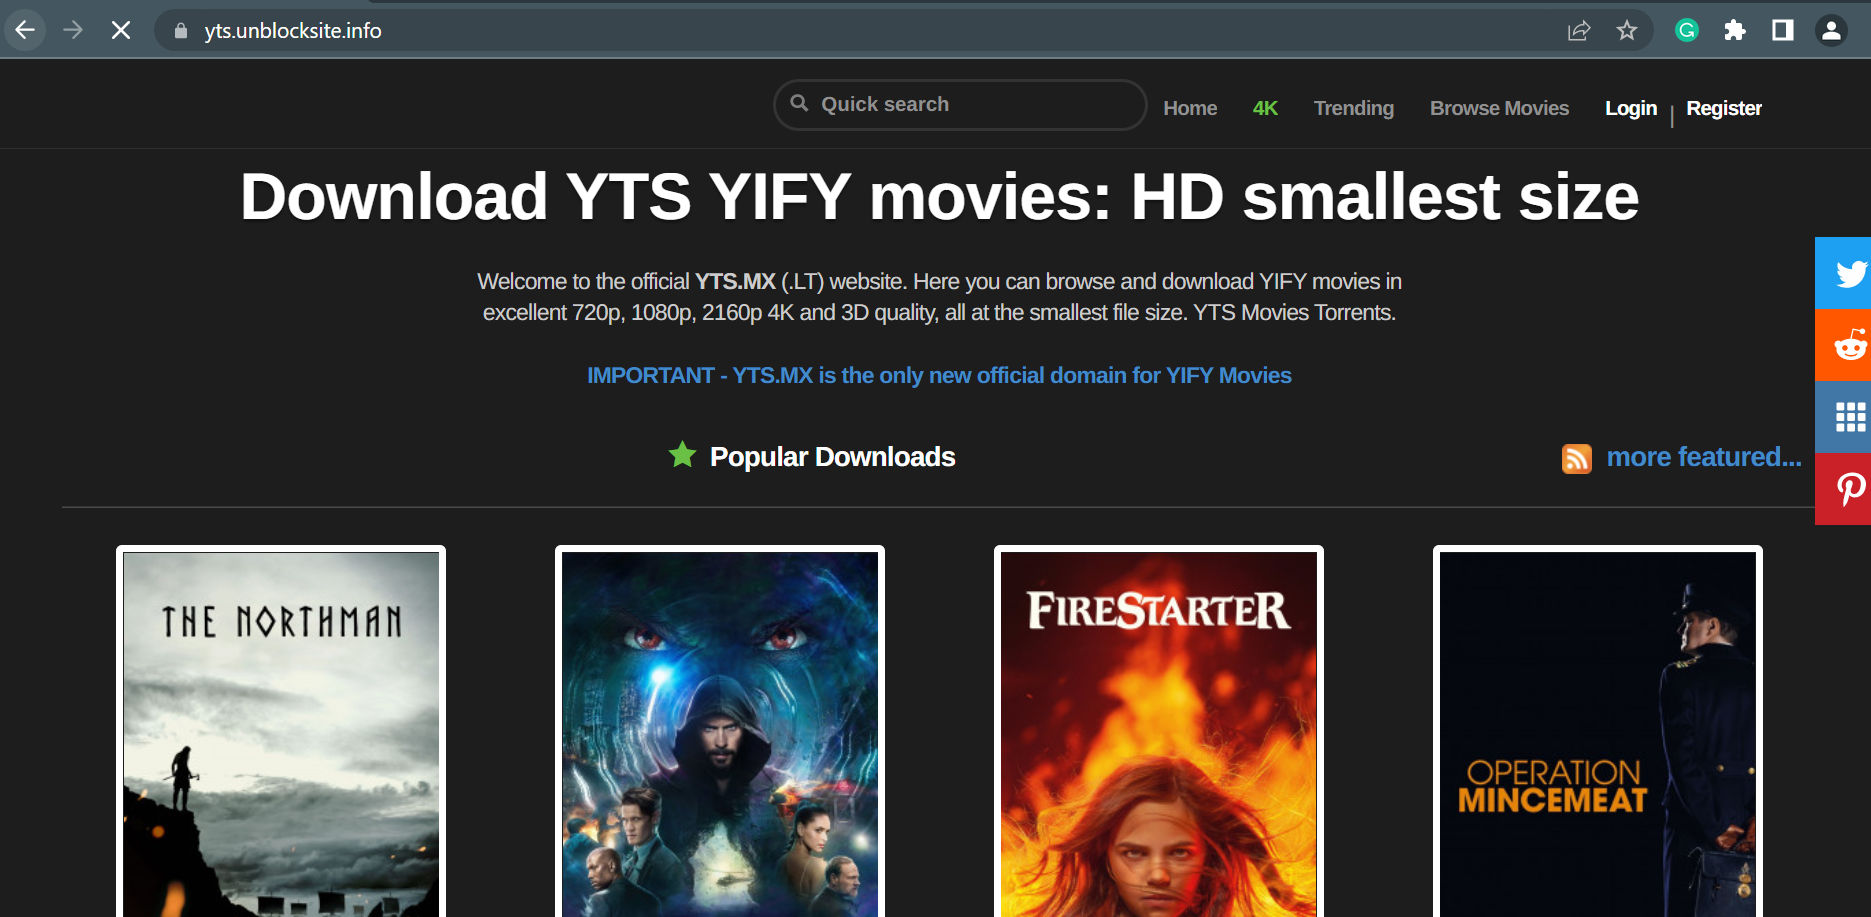 yts.unblocksite.info
Quick search
Home 4K Trending Browse Movies Login | Register
Download YTS YIFY movies: HD smallest size
Welcome to the official YTS.MX (.LT) website. Here you can browse and download YIFY movies in
excellent 720p, 1080p, 2160p 4K and 3D quality, all at the smallest file size. YTS Movies Torrents.
IMPORTANT - YTS.MX is the only new official domain for YIFY Movies
Popular Downloads
more featured...
THE NORTHMAN
FIRESTARTER
OPERATION
MINCEMEAT